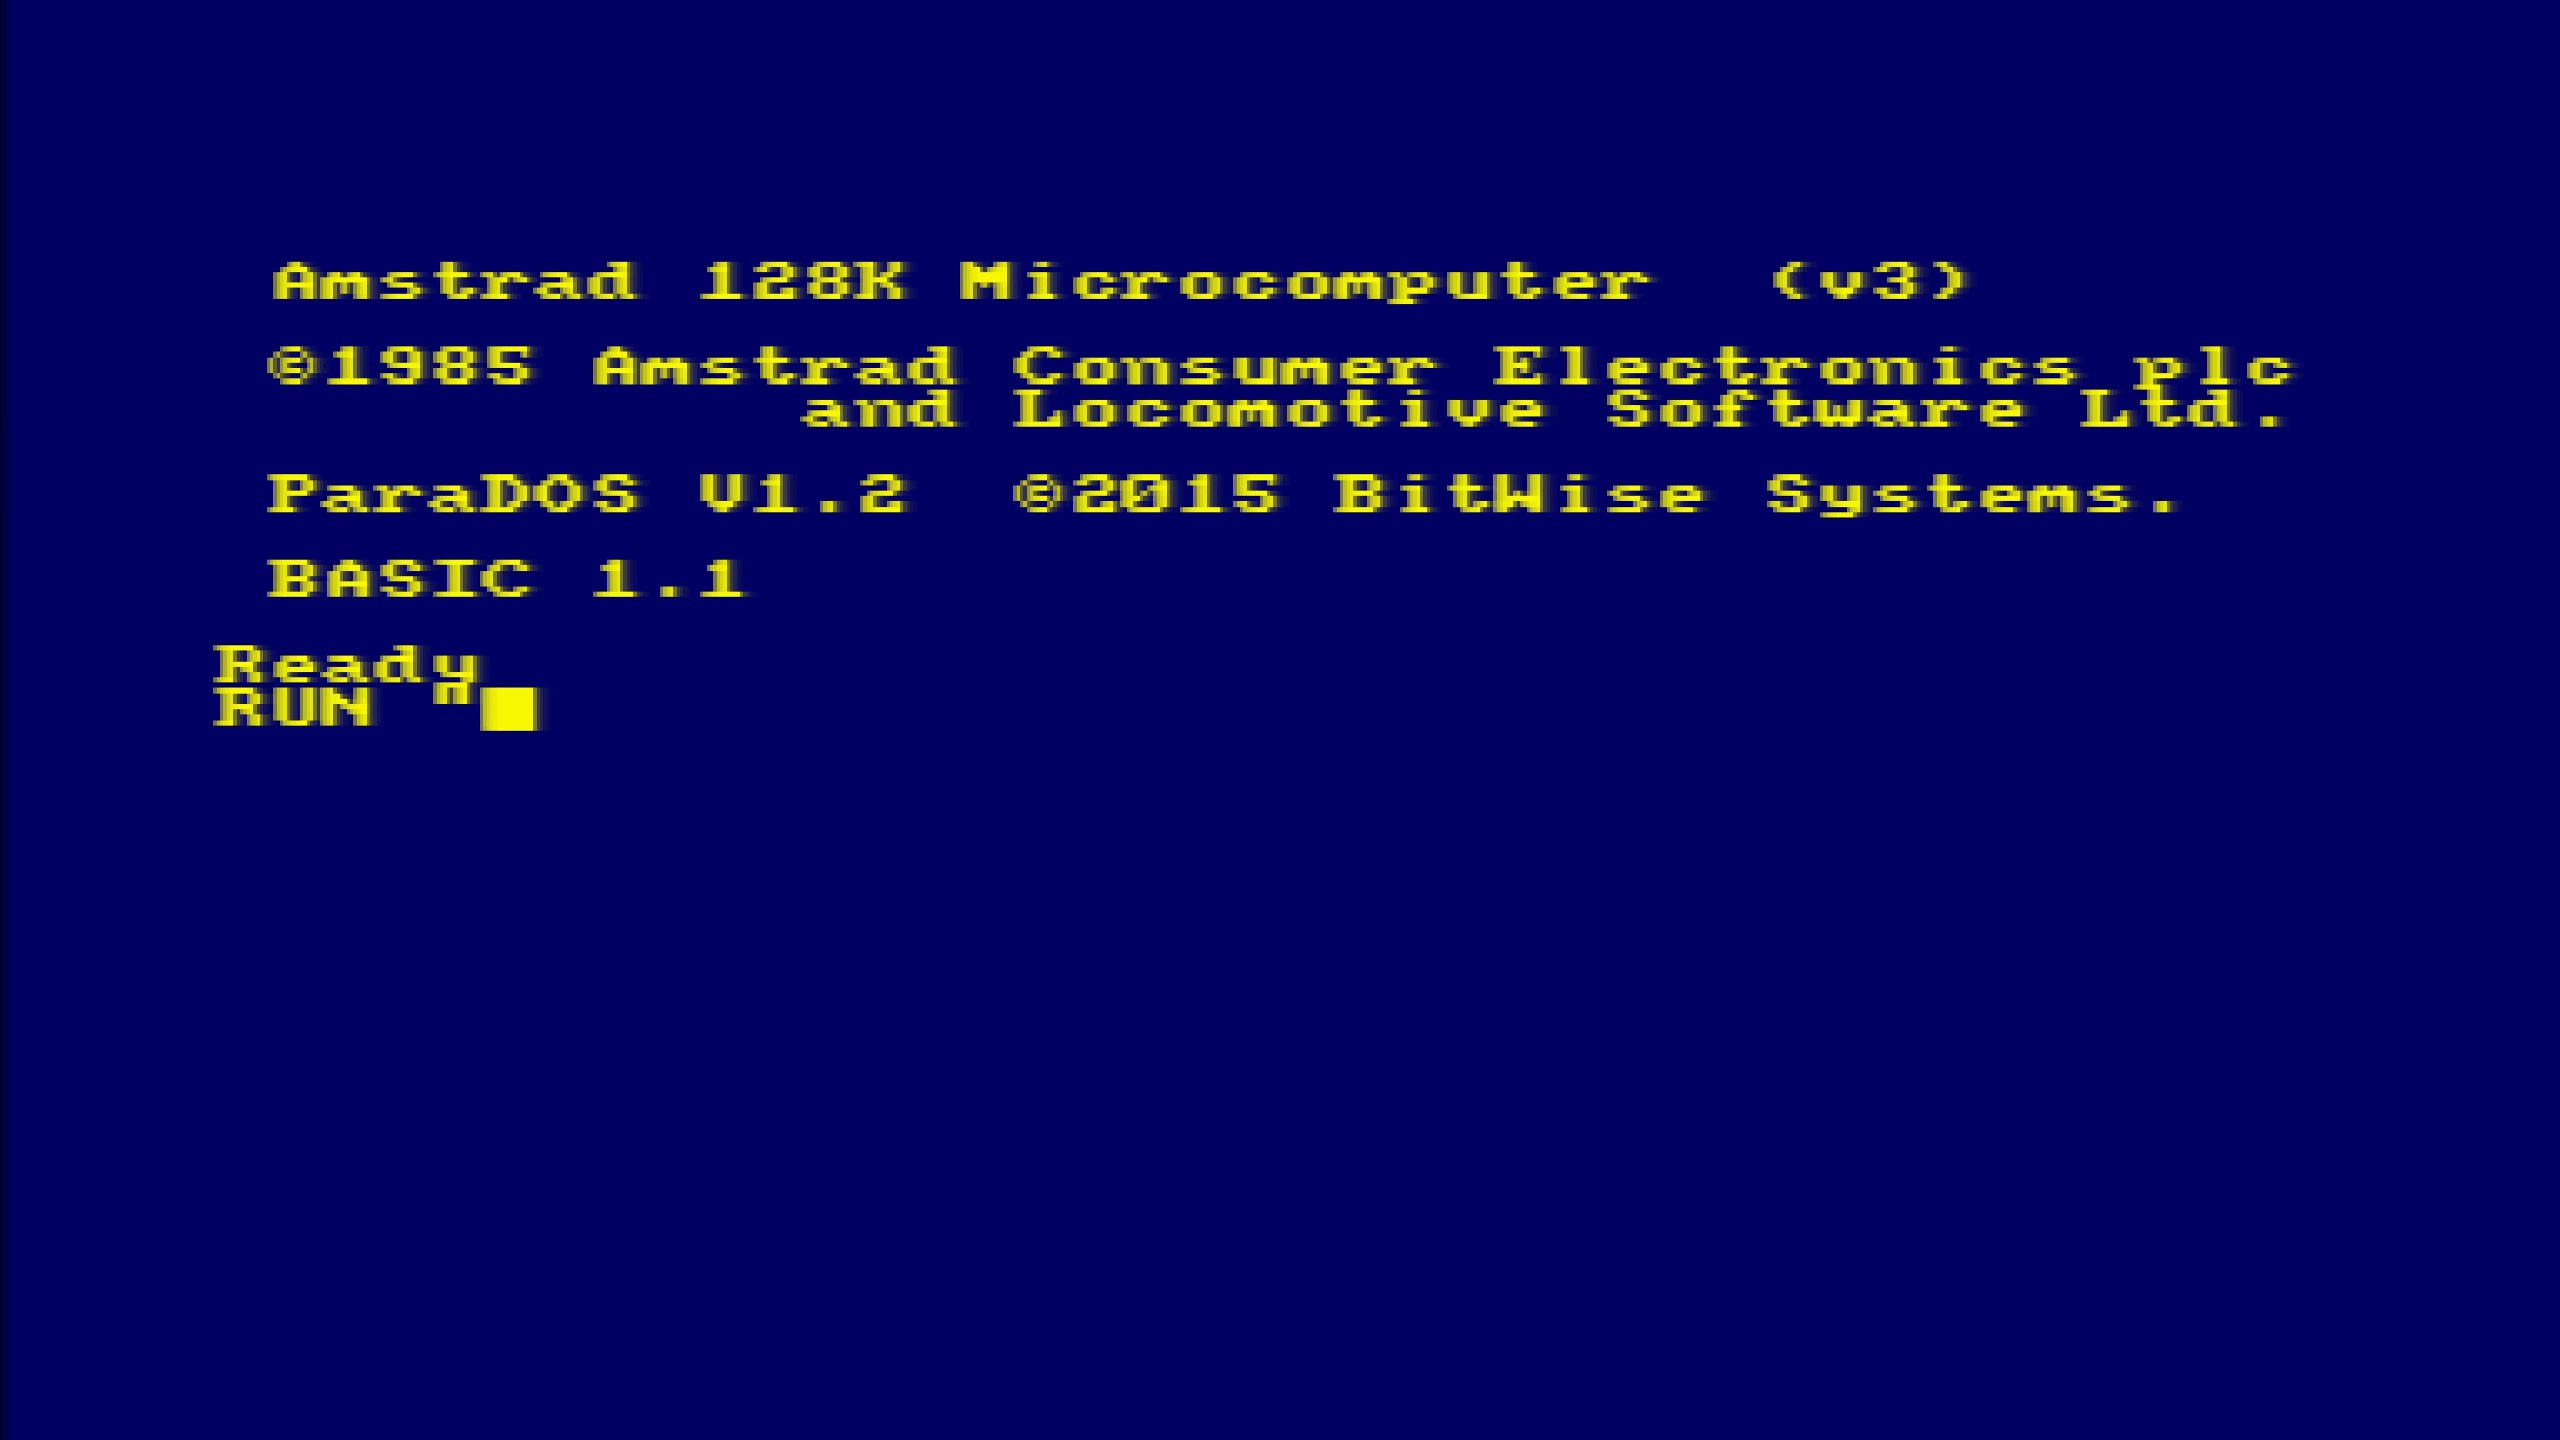 Amstrad 128K Microcomputer  (v3)
©1985 Amstrad Consumer Electronics plc
and Locomotive Software Ltd.
ParaDOS V1.2  ©2015 BitWise Systems.
BASIC 1.1
Ready
RUN "